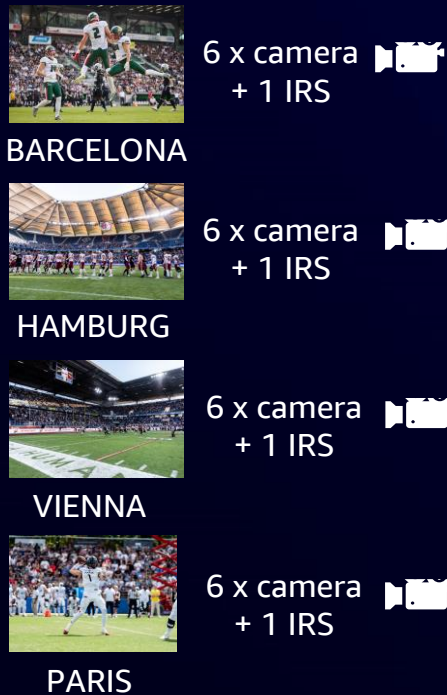 6 x camera
+ 1 IRS
BARCELONA
6 x camera
+ 1 IRS
HAMBURG
6 x camera
+ 1 IRS
VIENNA
6 x camera
+ 1 IRS
PARIS